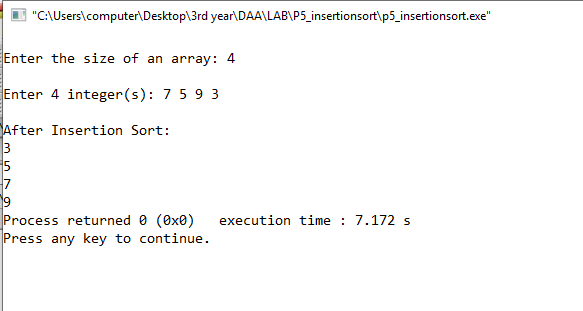 "C:\Users\computer\Desktop\3rd year\DAA\LAB\P5_insertionsort\p5_insertionsort.exe"
Enter the size of an array: 4
Enter 4 integer(s): 7 5 9 3
After Insertion Sort:
3
5
7
9
Process returned 0 (0x0)   execution time : 7.172 s
Press any key to continue.